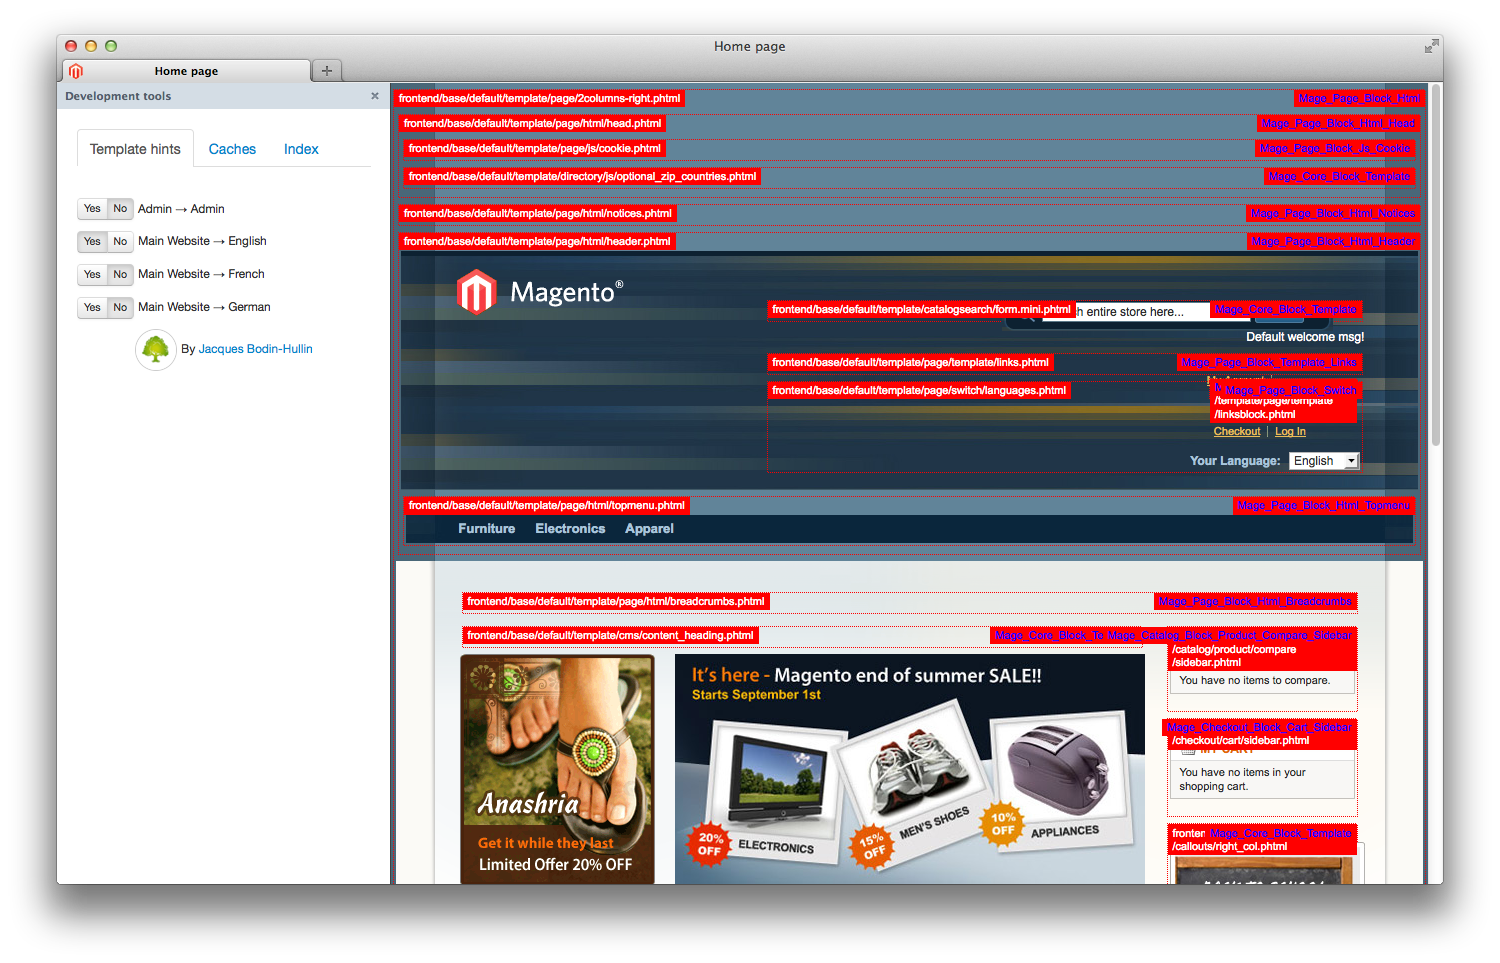 Home page
Home page
Development tools
Template hints Caches Index
Yes No Admin → Admin
Yes No Main Website → English
Yes No Main Website → French
Yes No Main Website → German
By Jacques Bodin-Hullin
frontend/base/default/template/page/2columns-right.phtml Mage_Page_Block_Html
frontend/base/default/template/page/html/head.phtml Mage_Page_Block_Html_Head
frontend/base/default/template/page/js/cookie.phtml Mage_Page_Block_Js_Cookie
frontend/base/default/template/directory/js/optional_zip_countries.phtml Mage_Core_Block_Template
frontend/base/default/template/page/html/notices.phtml Mage_Page_Block_Html_Notices
frontend/base/default/template/page/html/header.phtml Mage_Page_Block_Html_Header
Magento®
frontend/base/default/template/catalogsearch/form.mini.phtml entire store here... Mage_Core_Block_Template
Default welcome msg!
frontend/base/default/template/page/template/links.phtml Mage_Page_Block_Template_Links
frontend/base/default/template/page/switch/languages.phtml Mage_Page_Block_Switch
/template/page/template
/linksblock.phtml
Checkout | Log In
Your Language: English
frontend/base/default/template/page/html/topmenu.phtml Mage_Page_Block_Html_Topmenu
Furniture Electronics Apparel
frontend/base/default/template/page/html/breadcrumbs.phtml Mage_Page_Block_Html_Breadcrumbs
frontend/base/default/template/cms/content_heading.phtml Mage_Core_Block_Te Mage_Catalog_Block_Product_Compare_Sidebar
/catalog/product/compare
/sidebar.phtml
You have no items to compare.
Mage_Checkout_Block_Cart_Sidebar
/checkout/cart/sidebar.phtml
MY CART
You have no items in your
shopping cart.
fronten Mage_Core_Block_Template
/callouts/right_col.phtml
Anashria
Get it while they last
Limited Offer 20% OFF
It's here - Magento end of summer SALE!!
Starts September 1st
20%
OFF
ELECTRONICS
15%
OFF
MEN'S SHOES
10%
OFF
APPLIANCES